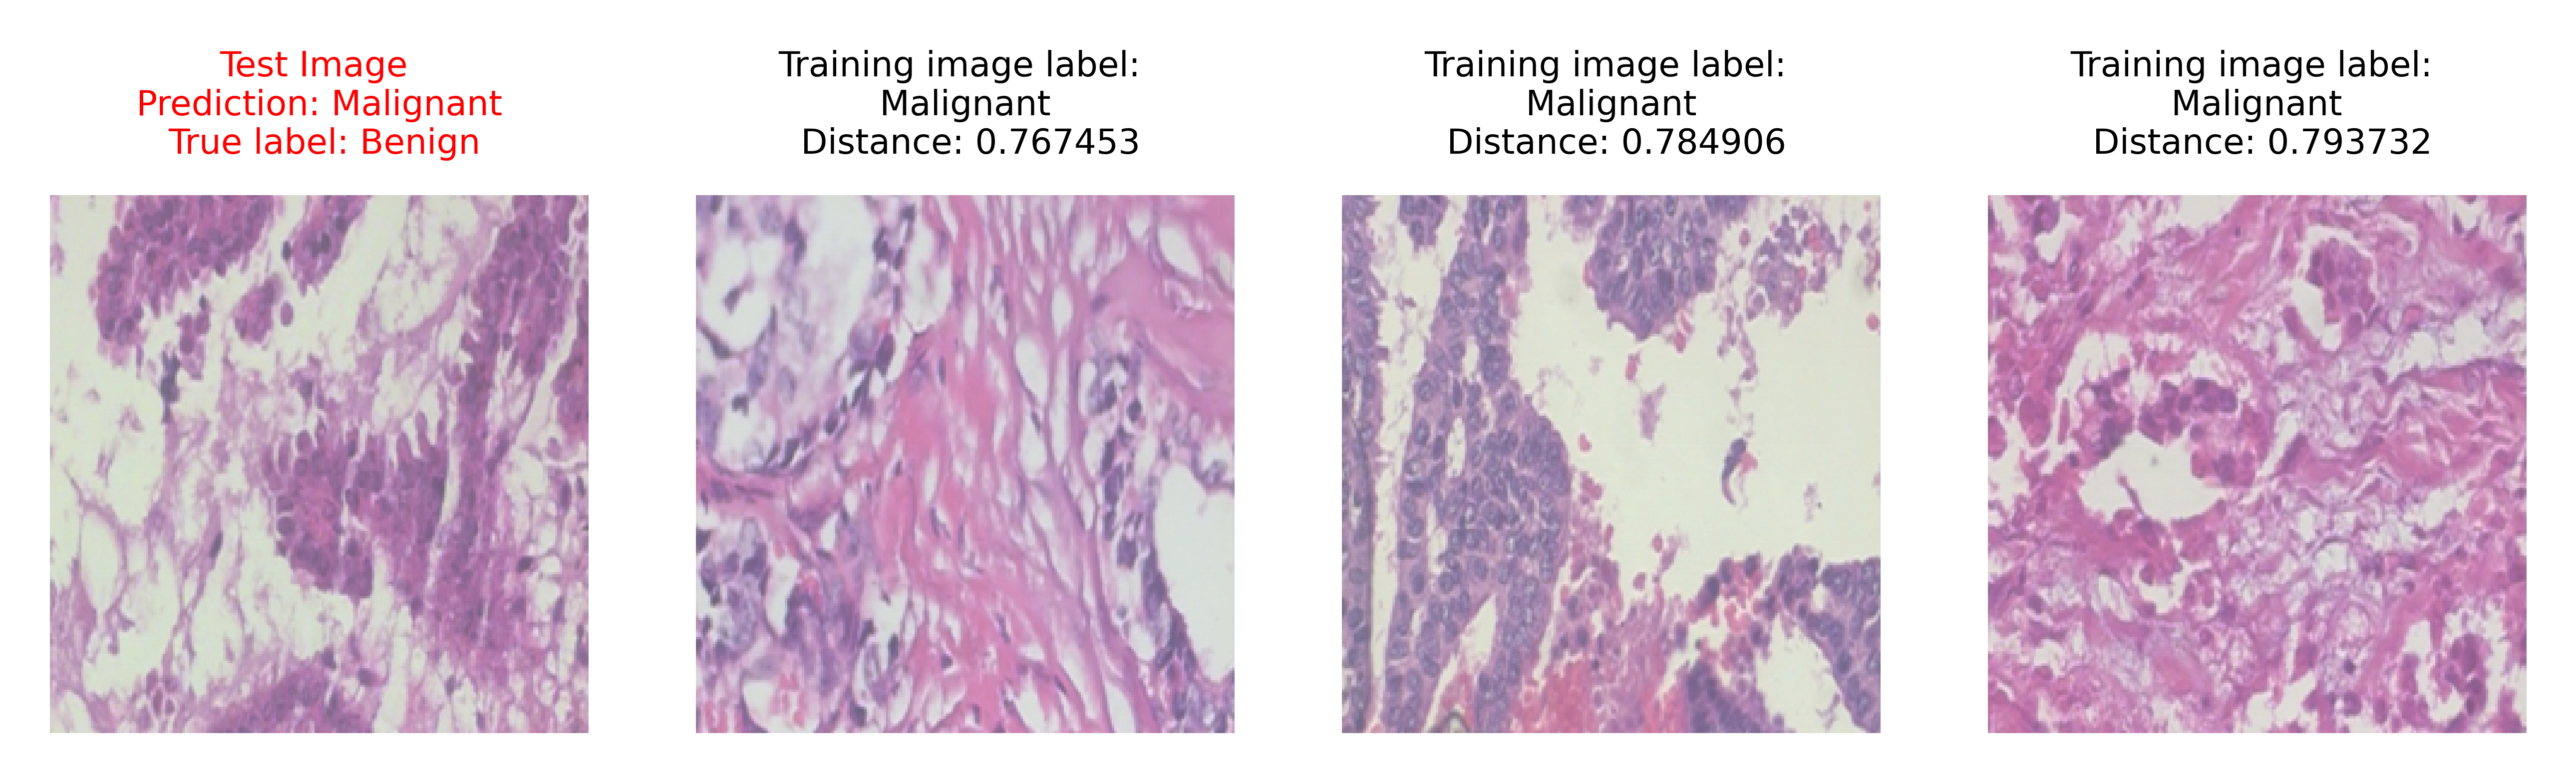 Test Image
Prediction: Malignant
True label: Benign
Training image label:
Malignant
Distance: 0.767453
Training image label:
Malignant
Distance: 0.784906
Training image label:
Malignant
Distance: 0.793732